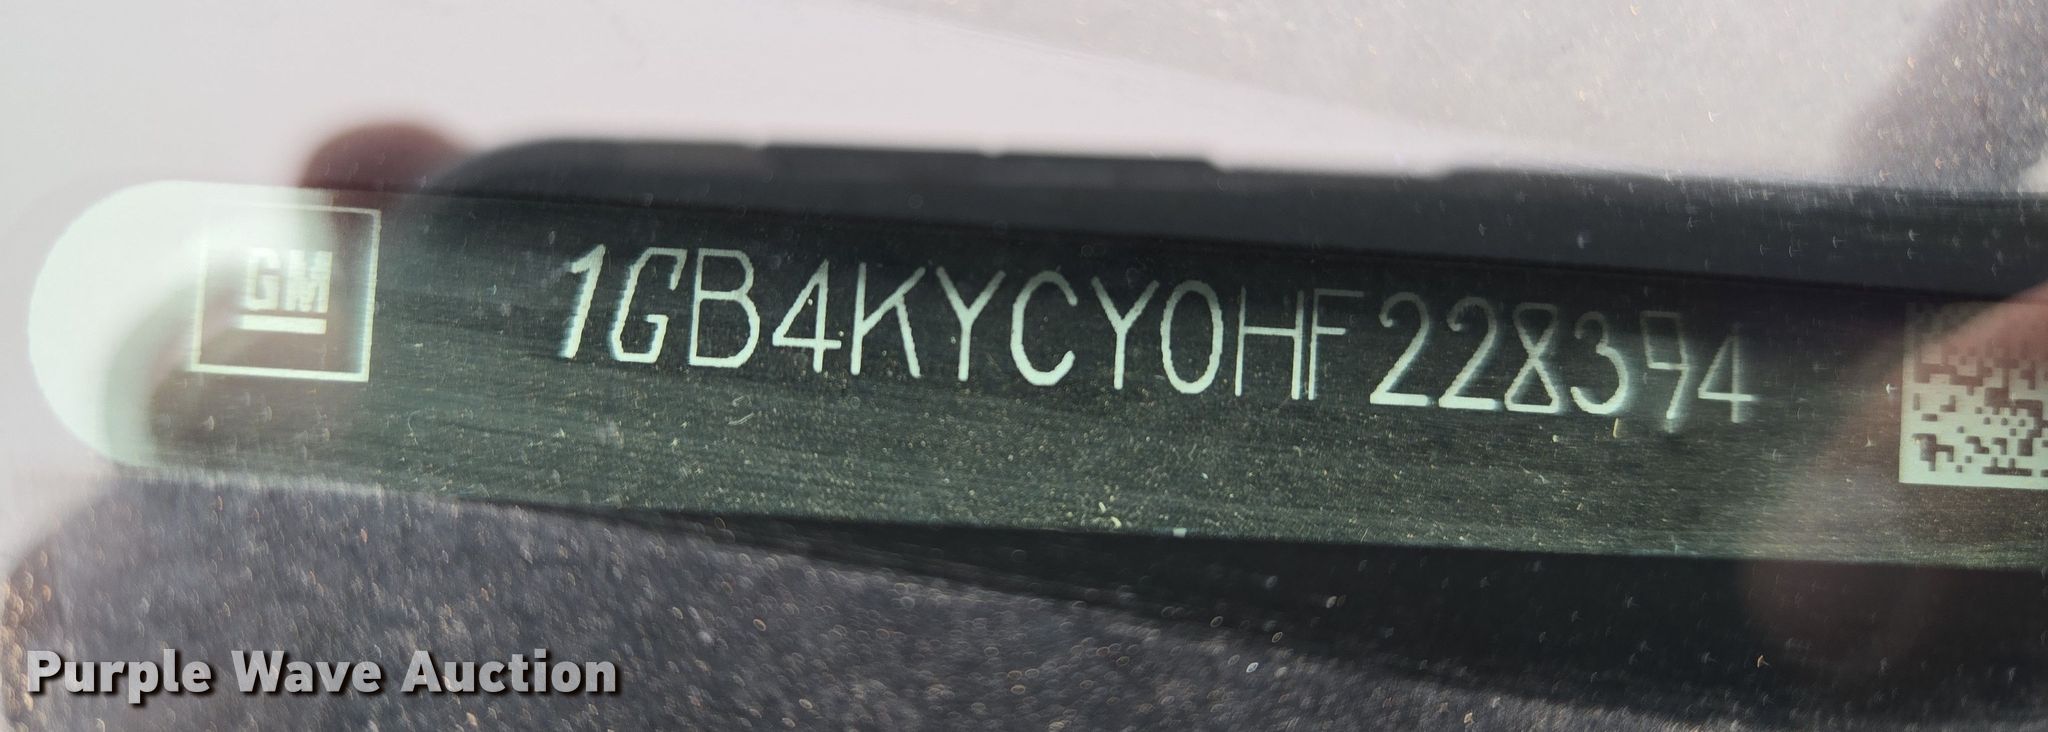 GM
1GB4KYCY0HF228394
Purple Wave Auction